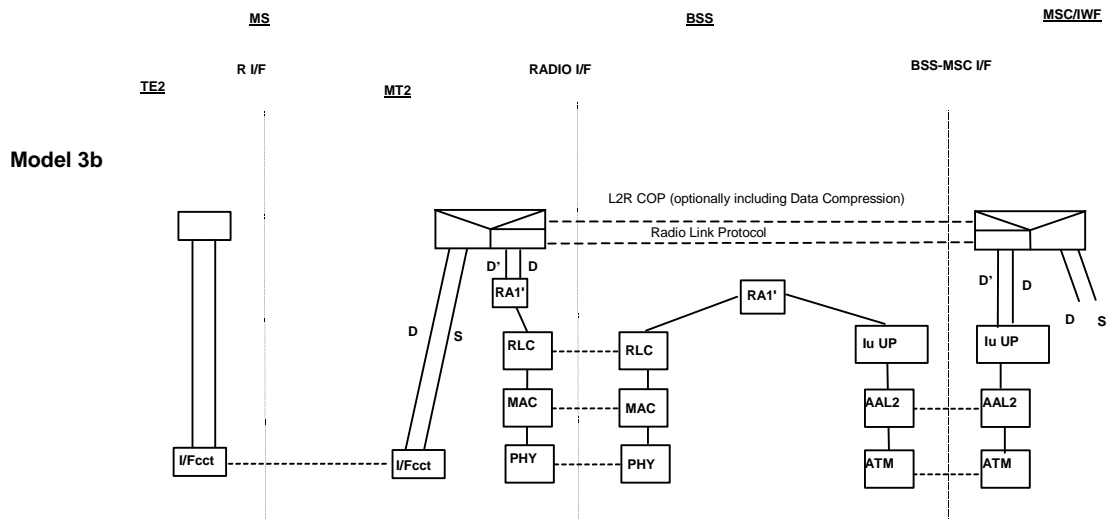 MS
BSS
MSC/IWF
R I/F
RADIO I/F
BSS-MSC I/F
TE2
MT2
Model 3b
L2R COP (optionally including Data Compression)
Radio Link Protocol
D'
D
D'
D
RA1'
RA1'
D
S
D
S
RLC
RLC
Iu UP
Iu UP
MAC
MAC
AAL2
AAL2
I/Fcct
I/Fcct
PHY
PHY
ATM
ATM